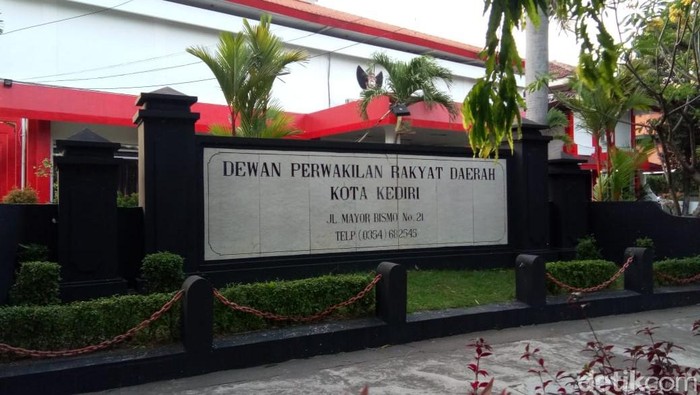 DEWAN PERWAKILAN RAKYAT DAERAH
KOTA KEDIRI
JL. MAYOR BISMO No. 21
TELP (0354) 682545
detikcom